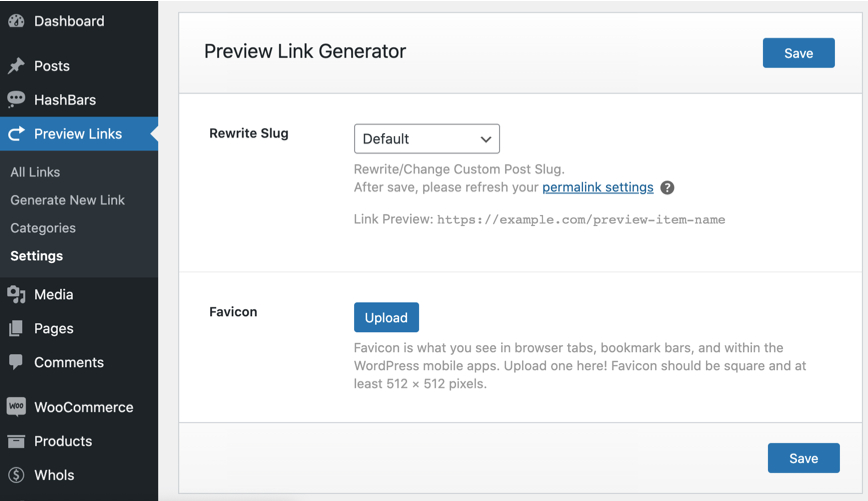 Dashboard
Posts
HashBars
Preview Links
All Links
Generate New Link
Categories
Settings
Media
Pages
Comments
WOO
WooCommerce
Products
Whols
Preview Link Generator
Save
Rewrite Slug
Default
Rewrite/Change Custom Post Slug.
After save, please refresh your permalink settings ?
Link Preview: https://example.com/preview-item-name
Favicon
Upload
Favicon is what you see in browser tabs, bookmark bars, and within the
WordPress mobile apps. Upload one here! Favicon should be square and at
least 512 × 512 pixels.
Save